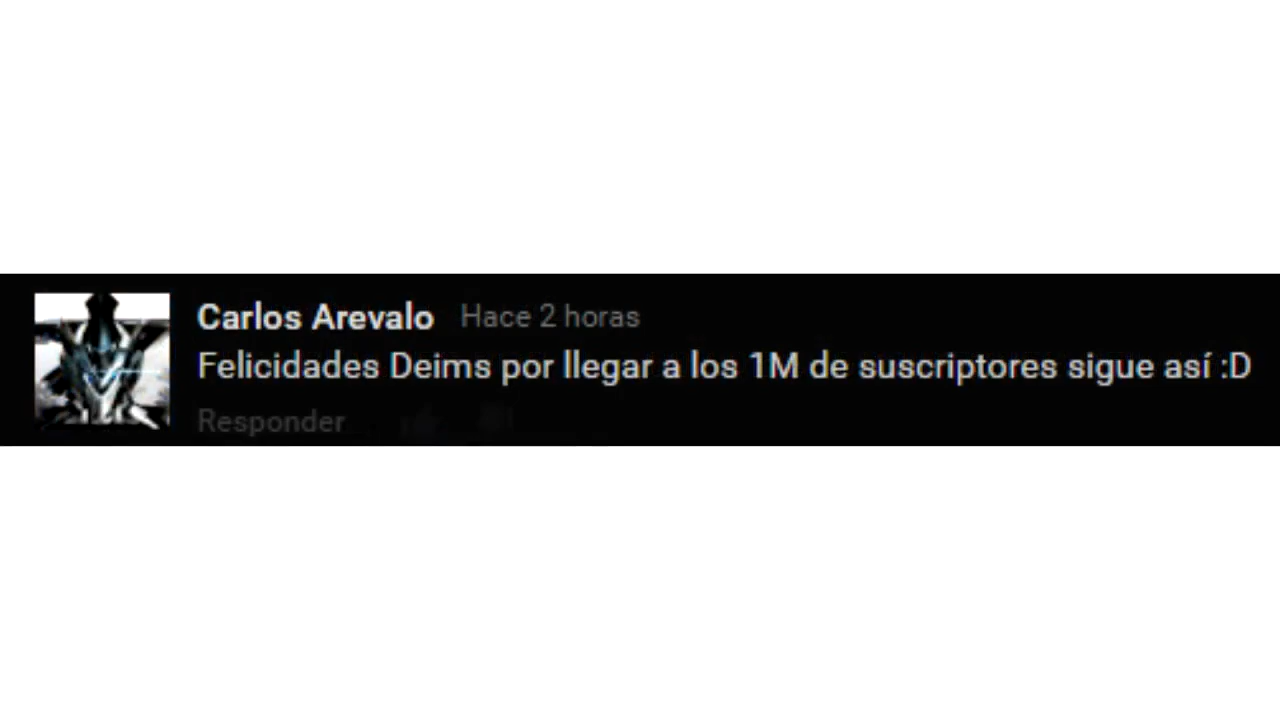 Carlos Arevalo Hace 2 horas
Felicidades Deims por llegar a los 1M de suscriptores sigue así :D
Responder